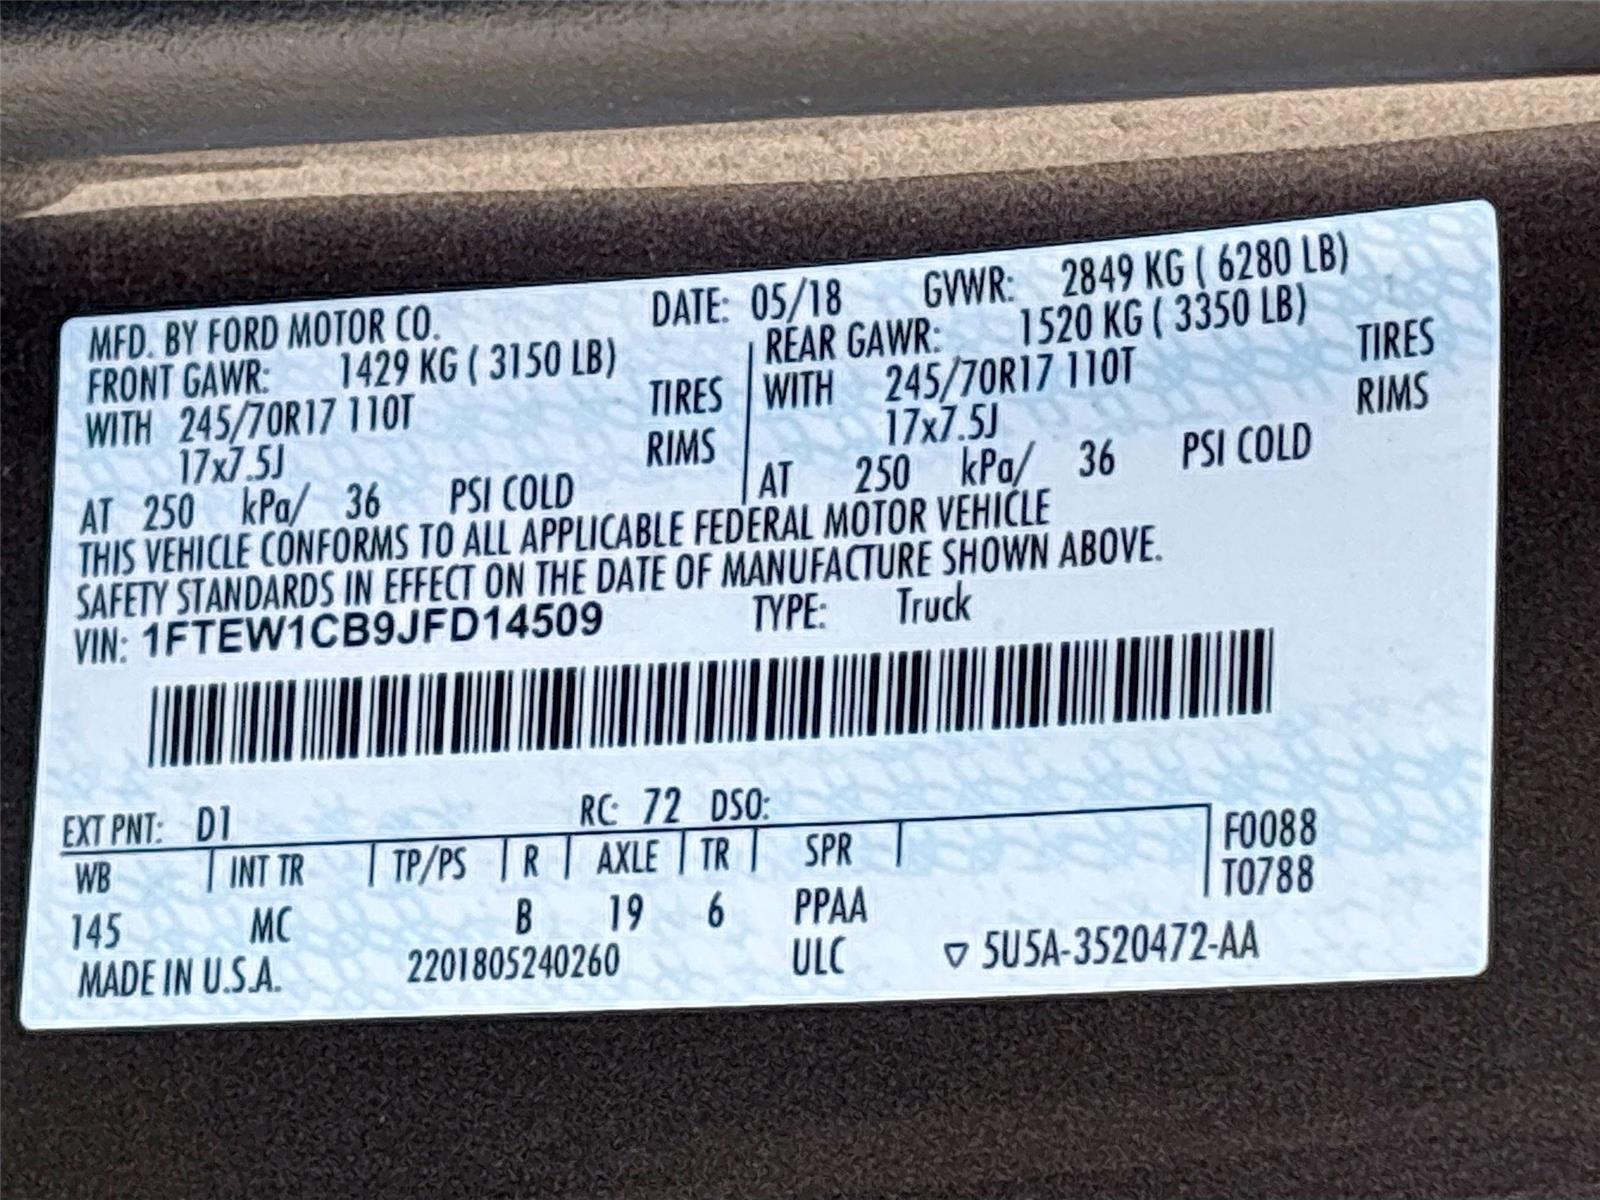 MFD. BY FORD MOTOR CO. DATE: 05/18 GVWR: 2849 KG ( 6280 LB)
FRONT GAWR: 1429 KG ( 3150 LB) REAR GAWR: 1520 KG ( 3350 LB)
WITH 245/70R17 110T TIRES WITH 245/70R17 110T TIRES
17x7.5J RIMS 17x7.5J RIMS
AT 250 kPa/ 36 PSI COLD AT 250 kPa/ 36 PSI COLD
THIS VEHICLE CONFORMS TO ALL APPLICABLE FEDERAL MOTOR VEHICLE
SAFETY STANDARDS IN EFFECT ON THE DATE OF MANUFACTURE SHOWN ABOVE.
VIN: 1FTEW1CB9JFD14509 TYPE: Truck
EXT PNT: D1 RC: 72 DSO:
WB INT TR TP/PS R AXLE TR SPR F0088
T0788
145 MC B 19 6 PPAA
MADE IN U.S.A. 2201805240260 ULC ▽ 5U5A-3520472-AA